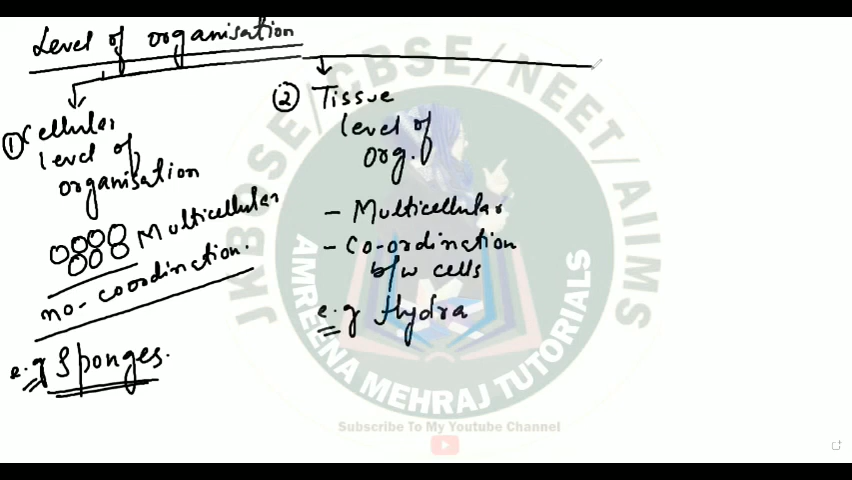 Level of organisation
① Cellular
level of
organisation
Multicellular
no-coordination.
e.g Sponges.
② Tissue
level of
org.
- Multicellular
- Co-ordination
b/w cells
e.g Hydra
JKBOSE/CBSE/NEET/AIIMS
AMREENA MEHRAJ TUTORIALS
Subscribe To My Youtube Channel